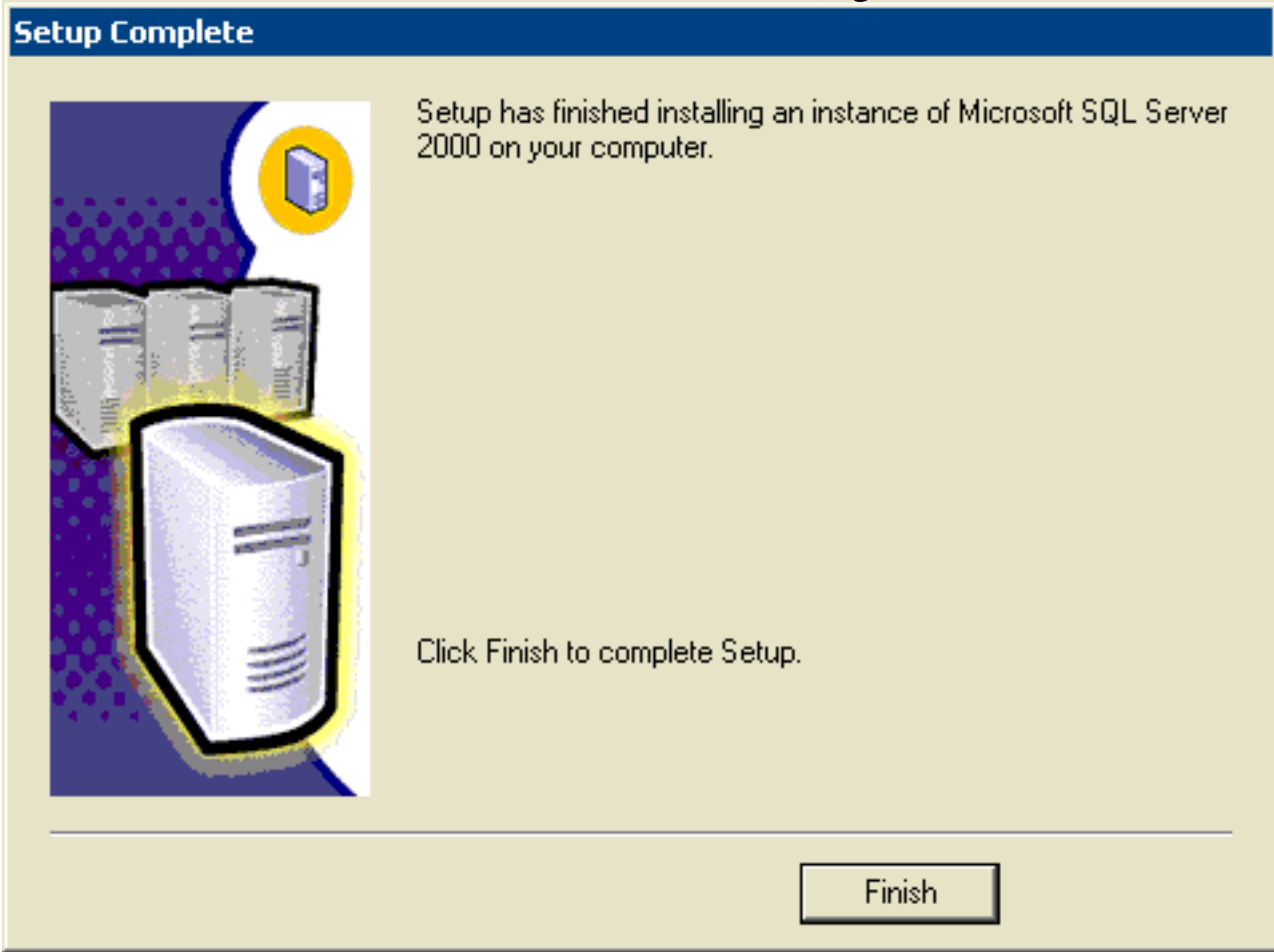 Setup Complete
Setup has finished installing an instance of Microsoft SQL Server
2000 on your computer.
Click Finish to complete Setup.
Finish